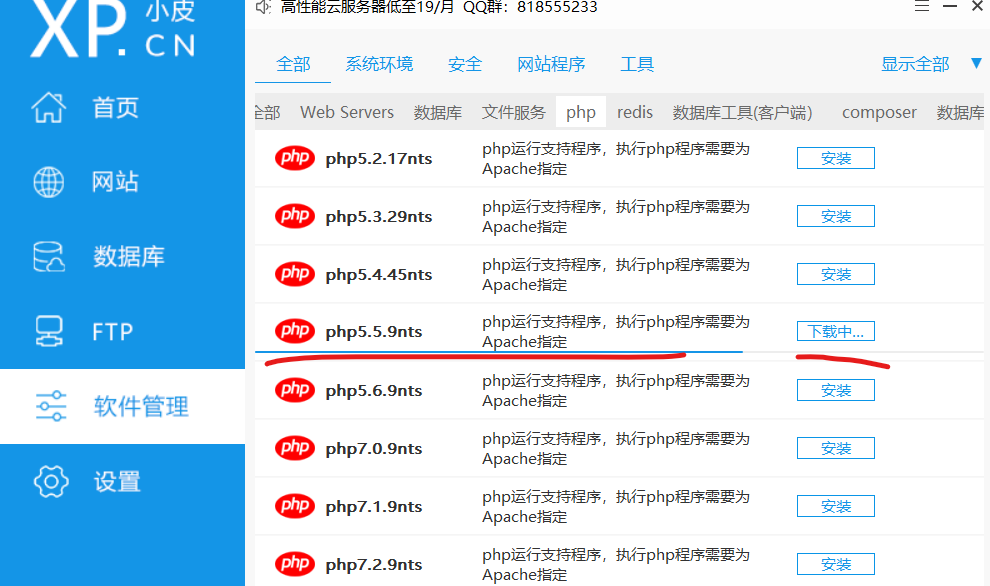 XP.CN 小皮
高性能云服务器低至19/月 QQ群：818555233
首页
网站
数据库
FTP
软件管理
设置
全部 系统环境 安全 网站程序 工具 显示全部 ▼
全部 Web Servers 数据库 文件服务 php redis 数据库工具(客户端) composer 数据库
php php5.2.17nts php运行支持程序，执行php程序需要为 安装
Apache指定
php php5.3.29nts php运行支持程序，执行php程序需要为 安装
Apache指定
php php5.4.45nts php运行支持程序，执行php程序需要为 安装
Apache指定
php php5.5.9nts php运行支持程序，执行php程序需要为 下载中...
Apache指定
php php5.6.9nts php运行支持程序，执行php程序需要为 安装
Apache指定
php php7.0.9nts php运行支持程序，执行php程序需要为 安装
Apache指定
php php7.1.9nts php运行支持程序，执行php程序需要为 安装
Apache指定
php php7.2.9nts php运行支持程序，执行php程序需要为 安装
Apache指定